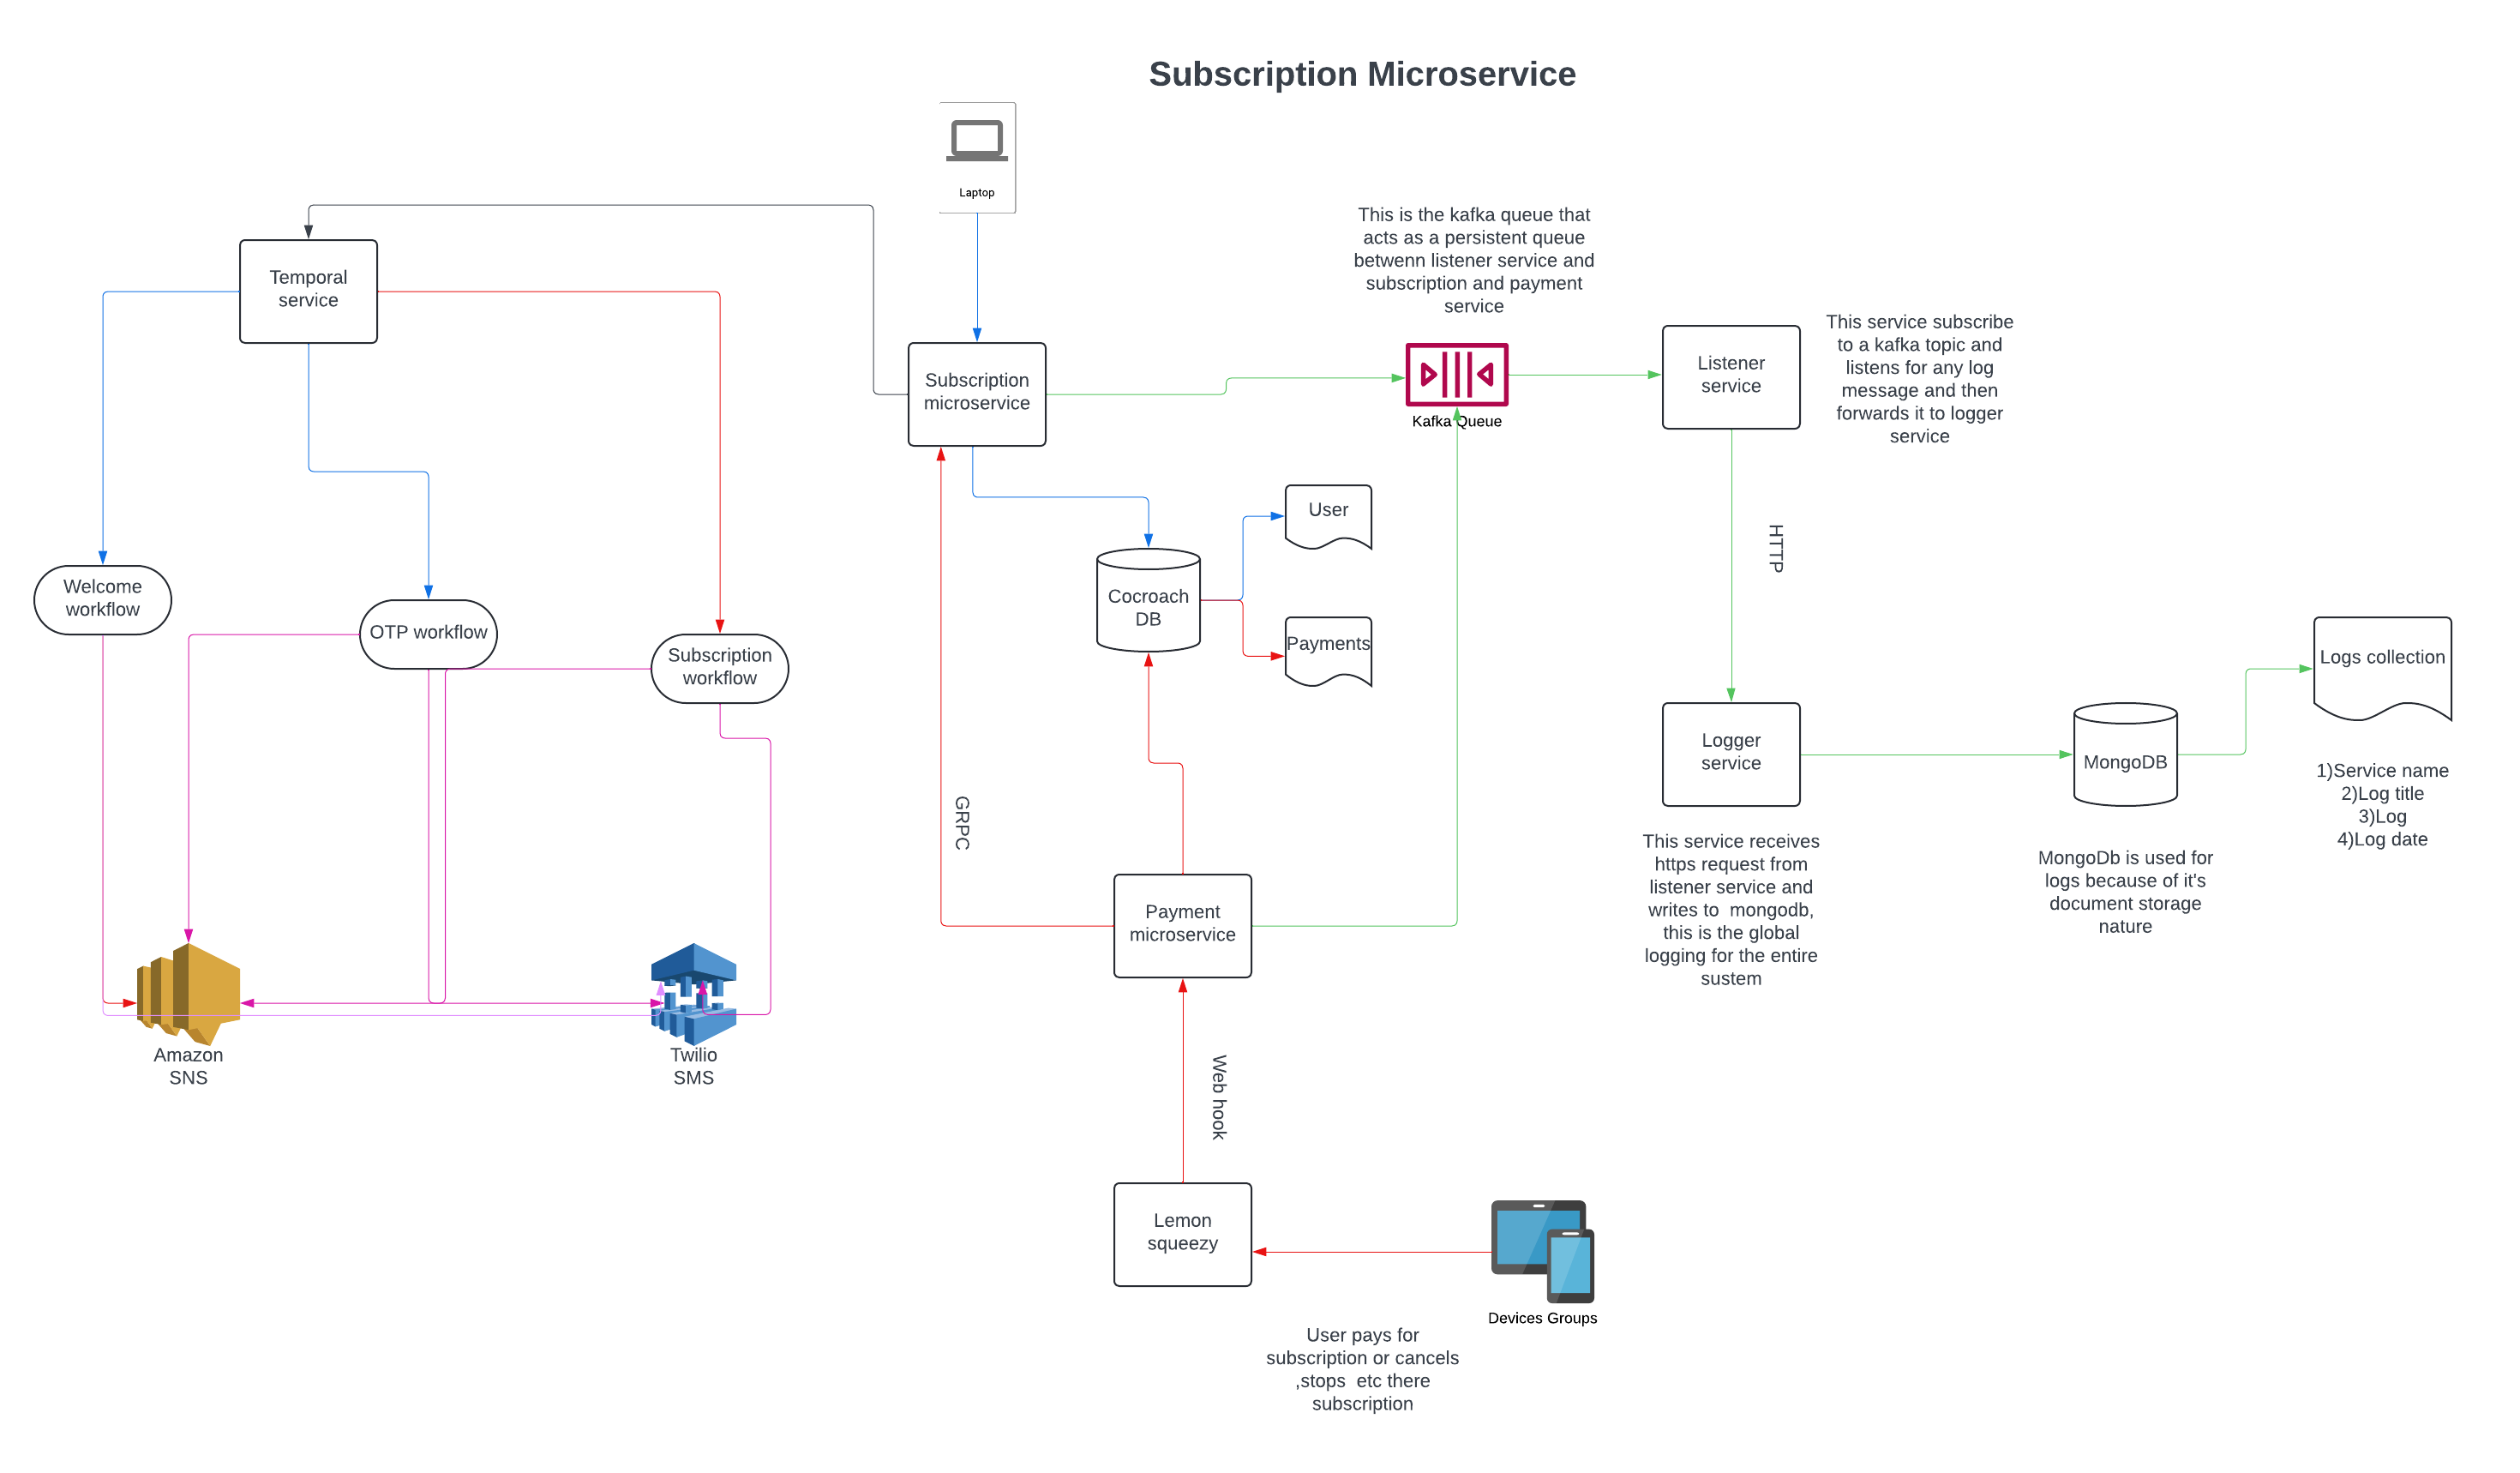 Subscription Microservice
Laptop
This is the kafka queue that
acts as a persistent queue
betwenn listener service and
subscription and payment
service
Temporal
service
Subscription
microservice
Kafka Queue
Listener
service
This service subscribe
to a kafka topic and
listens for any log
message and then
forwards it to logger
service
User
HTTP
Welcome
workflow
OTP workflow
Subscription
workflow
Cocroach
DB
Payments
Logs collection
Logger
service
MongoDB
1)Service name
2)Log title
3)Log
4)Log date
GRPC
This service receives
https request from
listener service and
writes to  mongodb,
this is the global
logging for the entire
sustem
MongoDb is used for
logs because of it's
document storage
nature
Payment
microservice
Amazon
SNS
Twilio
SMS
Web hook
Lemon
squeezy
Devices Groups
User pays for
subscription or cancels
,stops  etc there
subscription